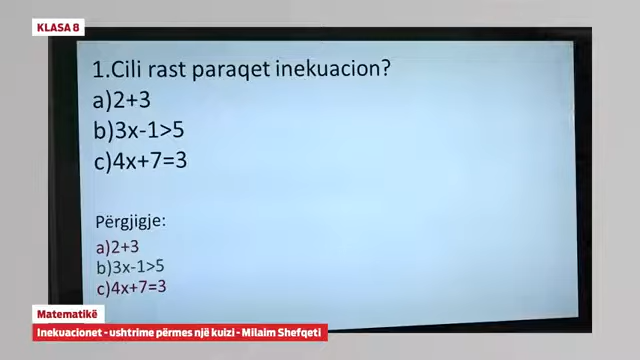 KLASA 8
1.Cili rast paraqet inekuacion?
a)2+3
b)3x-1>5
c)4x+7=3
Përgjigje:
a)2+3
b)3x-1>5
c)4x+7=3
Matematikë
Inekuacionet - ushtrime përmes një kuizi - Milaim Shefqeti